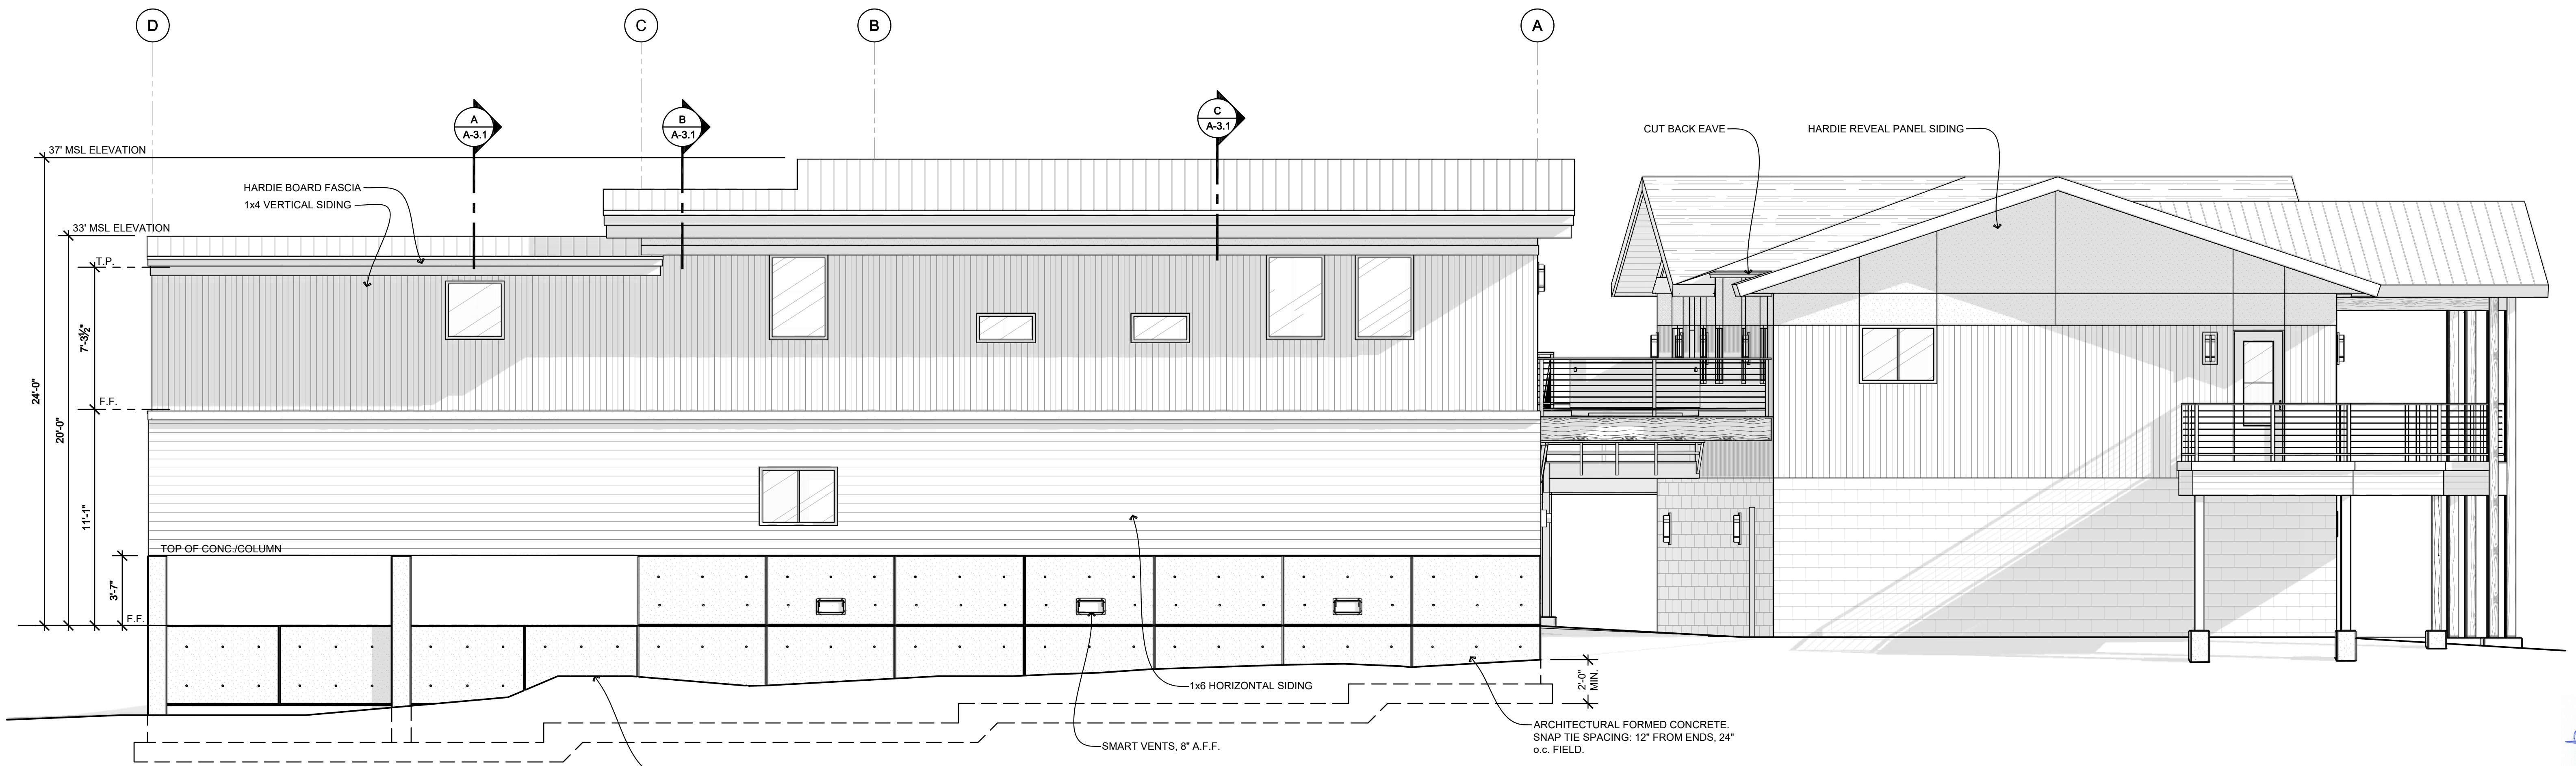 D
C
B
A
A
A-3.1
B
A-3.1
C
A-3.1
CUT BACK EAVE
HARDIE REVEAL PANEL SIDING
37' MSL ELEVATION
HARDIE BOARD FASCIA
1x4 VERTICAL SIDING
33' MSL ELEVATION
T.P.
7'-3½"
24'-0"
F.F.
20'-0"
11'-1"
TOP OF CONC./COLUMN
3'-7"
F.F.
1x6 HORIZONTAL SIDING
2'-0"
MIN.
SMART VENTS, 8" A.F.F.
ARCHITECTURAL FORMED CONCRETE.
SNAP TIE SPACING: 12" FROM ENDS, 24"
o.c. FIELD.